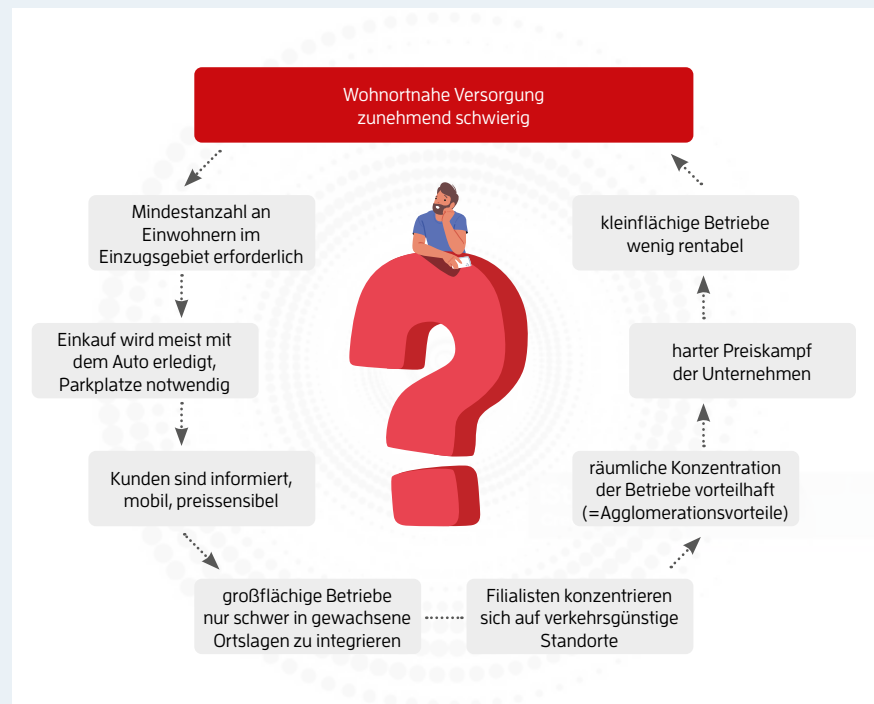 Wohnortnahe Versorgung
zunehmend schwierig
Mindestanzahl an
Einwohnern im
Einzugsgebiet erforderlich
Einkauf wird meist mit
dem Auto erledigt,
Parkplatze notwendig
Kunden sind informiert,
mobil, preissensibel
großflächige Betriebe
nur schwer in gewachsene
Ortslagen zu integrieren
Filialisten konzentrieren
sich auf verkehrsgünstige
Standorte
räumliche Konzentration
der Betriebe vorteilhaft
(=Agglomerationsvorteile)
harter Preiskampf
der Unternehmen
kleinflächige Betriebe
wenig rentabel